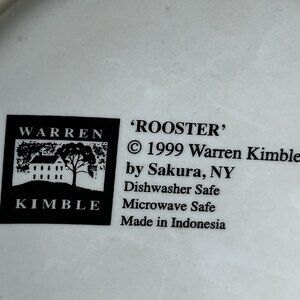 WARREN
KIMBLE
'ROOSTER'
© 1999 Warren Kimble
by Sakura, NY
Dishwasher Safe
Microwave Safe
Made in Indonesia